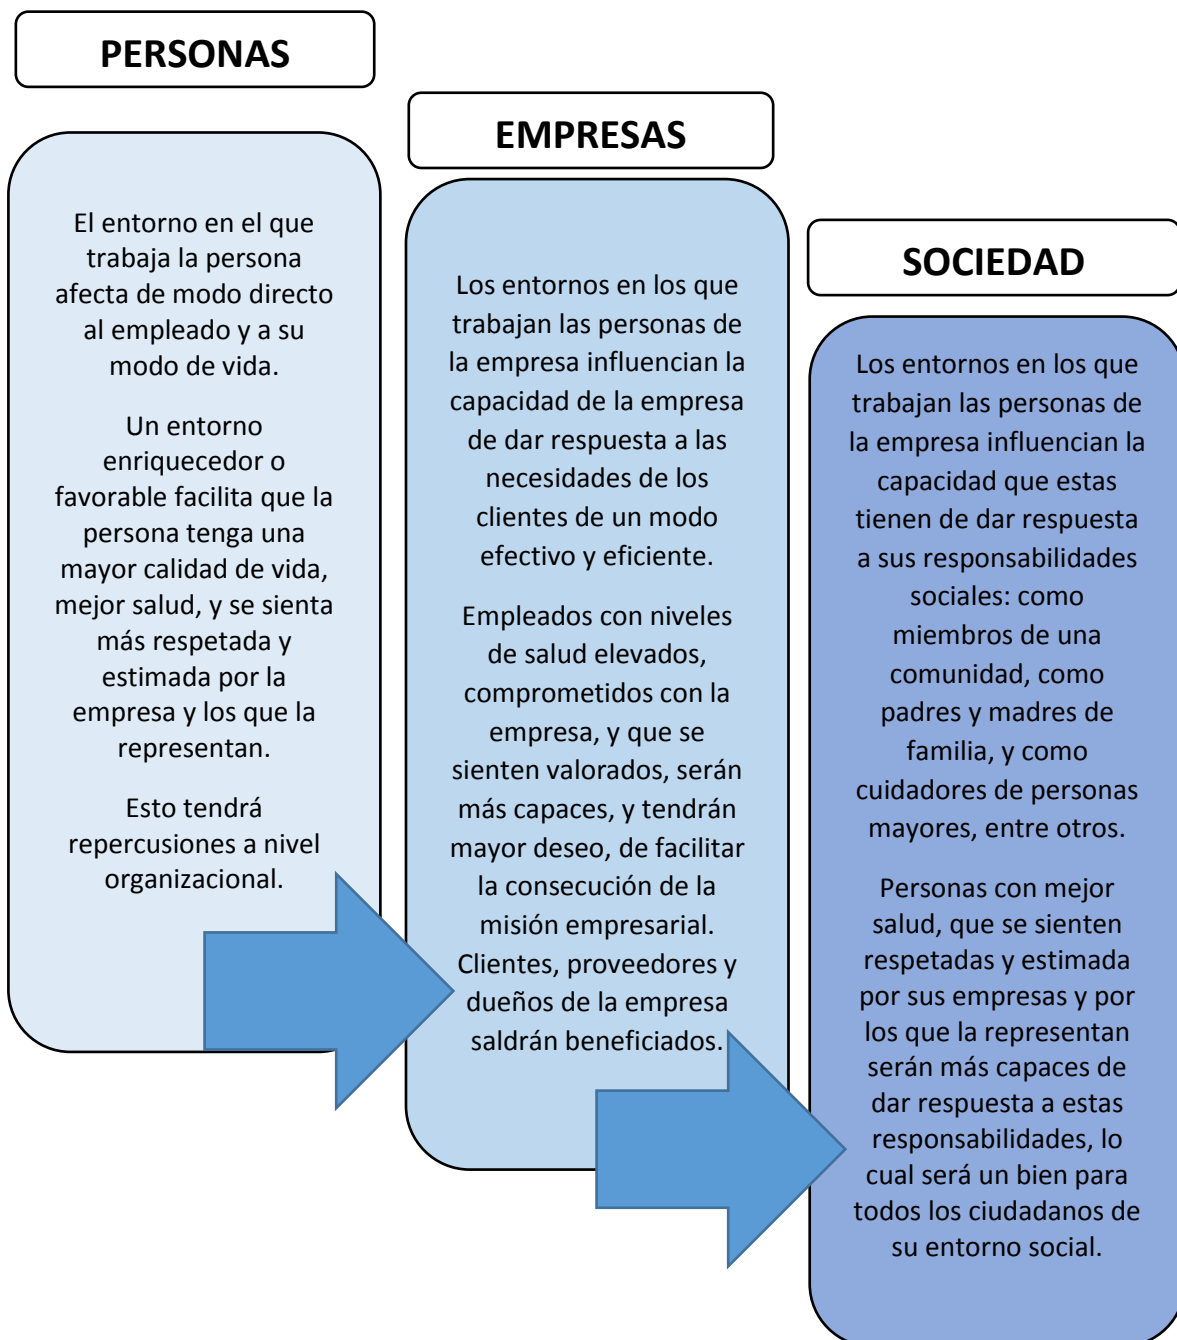 PERSONAS
El entorno en el que
trabaja la persona
afecta de modo directo
al empleado y a su
modo de vida.
Un entorno
enriquecedor o
favorable facilita que la
persona tenga una
mayor calidad de vida,
mejor salud, y se sienta
más respetada y
estimada por la
empresa y los que la
representan.
Esto tendrá
repercusiones a nivel
organizacional.
EMPRESAS
Los entornos en los que
trabajan las personas de
la empresa influencian la
capacidad de la empresa
de dar respuesta a las
necesidades de los
clientes de un modo
efectivo y eficiente.
Empleados con niveles
de salud elevados,
comprometidos con la
empresa, y que se
sienten valorados, serán
más capaces, y tendrán
mayor deseo, de facilitar
la consecución de la
misión empresarial.
Clientes, proveedores y
dueños de la empresa
saldrán beneficiados.
SOCIEDAD
Los entornos en los que
trabajan las personas de
la empresa influencian la
capacidad que estas
tienen de dar respuesta
a sus responsabilidades
sociales: como
miembros de una
comunidad, como
padres y madres de
familia, y como
cuidadores de personas
mayores, entre otros.
Personas con mejor
salud, que se sienten
respetadas y estimada
por sus empresas y por
los que la representan
serán más capaces de
dar respuesta a estas
responsabilidades, lo
cual será un bien para
todos los ciudadanos de
su entorno social.